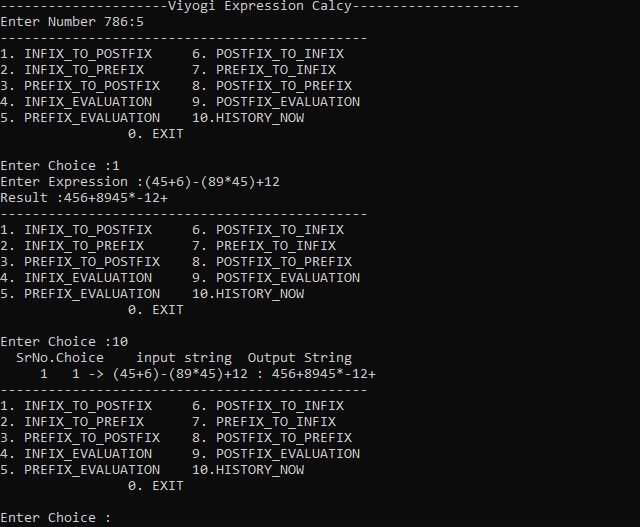 ---------------------Viyogi Expression Calcy---------------------
Enter Number 786:5
----------------------------------------------
1. INFIX_TO_POSTFIX     6. POSTFIX_TO_INFIX
2. INFIX_TO_PREFIX      7. PREFIX_TO_INFIX
3. PREFIX_TO_POSTFIX    8. POSTFIX_TO_PREFIX
4. INFIX_EVALUATION     9. POSTFIX_EVALUATION
5. PREFIX_EVALUATION    10.HISTORY_NOW
                0. EXIT

Enter Choice :1
Enter Expression :(45+6)-(89*45)+12
Result :456+8945*-12+
----------------------------------------------
1. INFIX_TO_POSTFIX     6. POSTFIX_TO_INFIX
2. INFIX_TO_PREFIX      7. PREFIX_TO_INFIX
3. PREFIX_TO_POSTFIX    8. POSTFIX_TO_PREFIX
4. INFIX_EVALUATION     9. POSTFIX_EVALUATION
5. PREFIX_EVALUATION    10.HISTORY_NOW
                0. EXIT

Enter Choice :10
  SrNo.Choice    input string  Output String
     1   1 -> (45+6)-(89*45)+12 : 456+8945*-12+
----------------------------------------------
1. INFIX_TO_POSTFIX     6. POSTFIX_TO_INFIX
2. INFIX_TO_PREFIX      7. PREFIX_TO_INFIX
3. PREFIX_TO_POSTFIX    8. POSTFIX_TO_PREFIX
4. INFIX_EVALUATION     9. POSTFIX_EVALUATION
5. PREFIX_EVALUATION    10.HISTORY_NOW
                0. EXIT

Enter Choice :